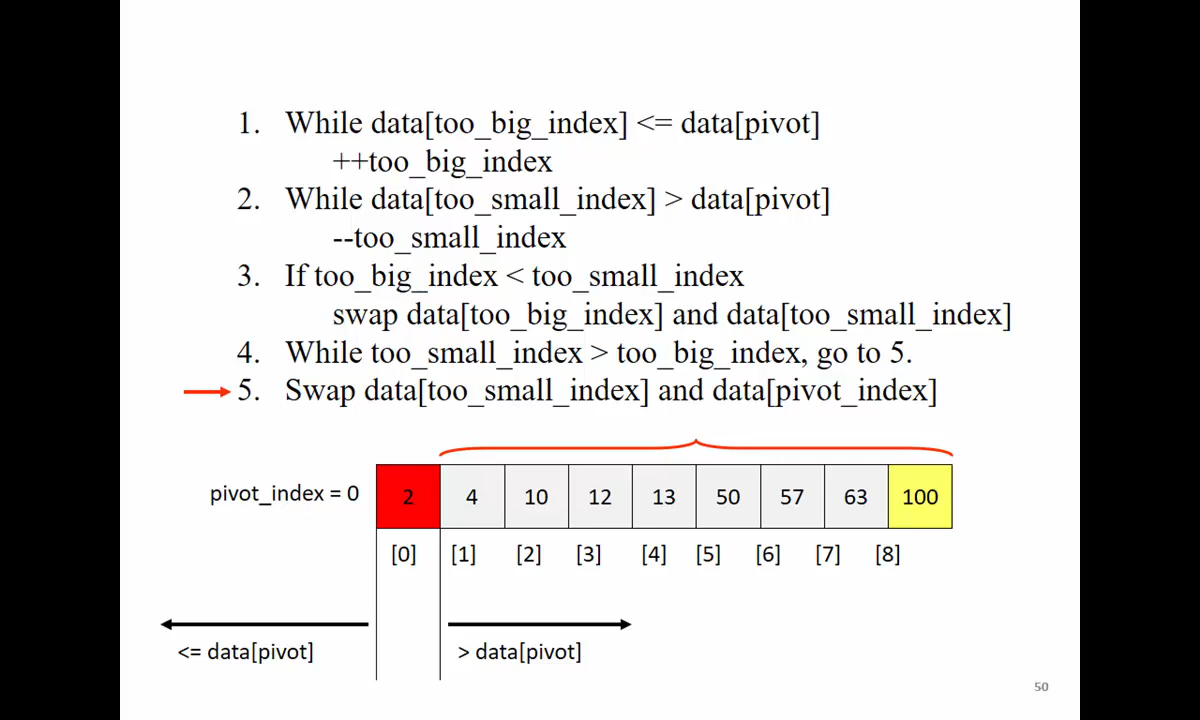 1. While data[too_big_index] <= data[pivot]
++too_big_index
2. While data[too_small_index] > data[pivot]
--too_small_index
3. If too_big_index < too_small_index
swap data[too_big_index] and data[too_small_index]
4. While too_small_index > too_big_index, go to 5.
5. Swap data[too_small_index] and data[pivot_index]
pivot_index = 0 2 4 10 12 13 50 57 63 100
[0] [1] [2] [3] [4] [5] [6] [7] [8]
<= data[pivot] > data[pivot]
50